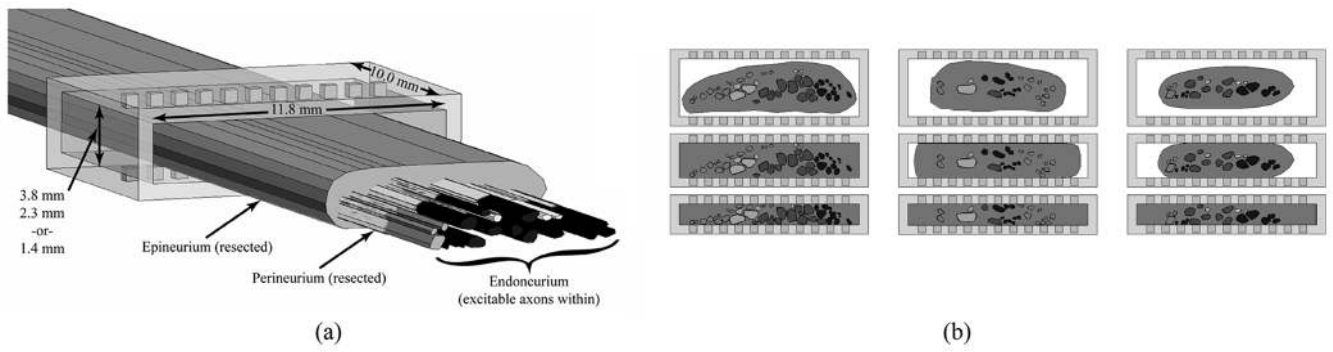 10.0 mm
11.8 mm
3.8 mm
2.3 mm
-or-
1.4 mm
Epineurium (resected)
Perineurium (resected)
Endoneurium
(excitable axons within)
(a)
(b)